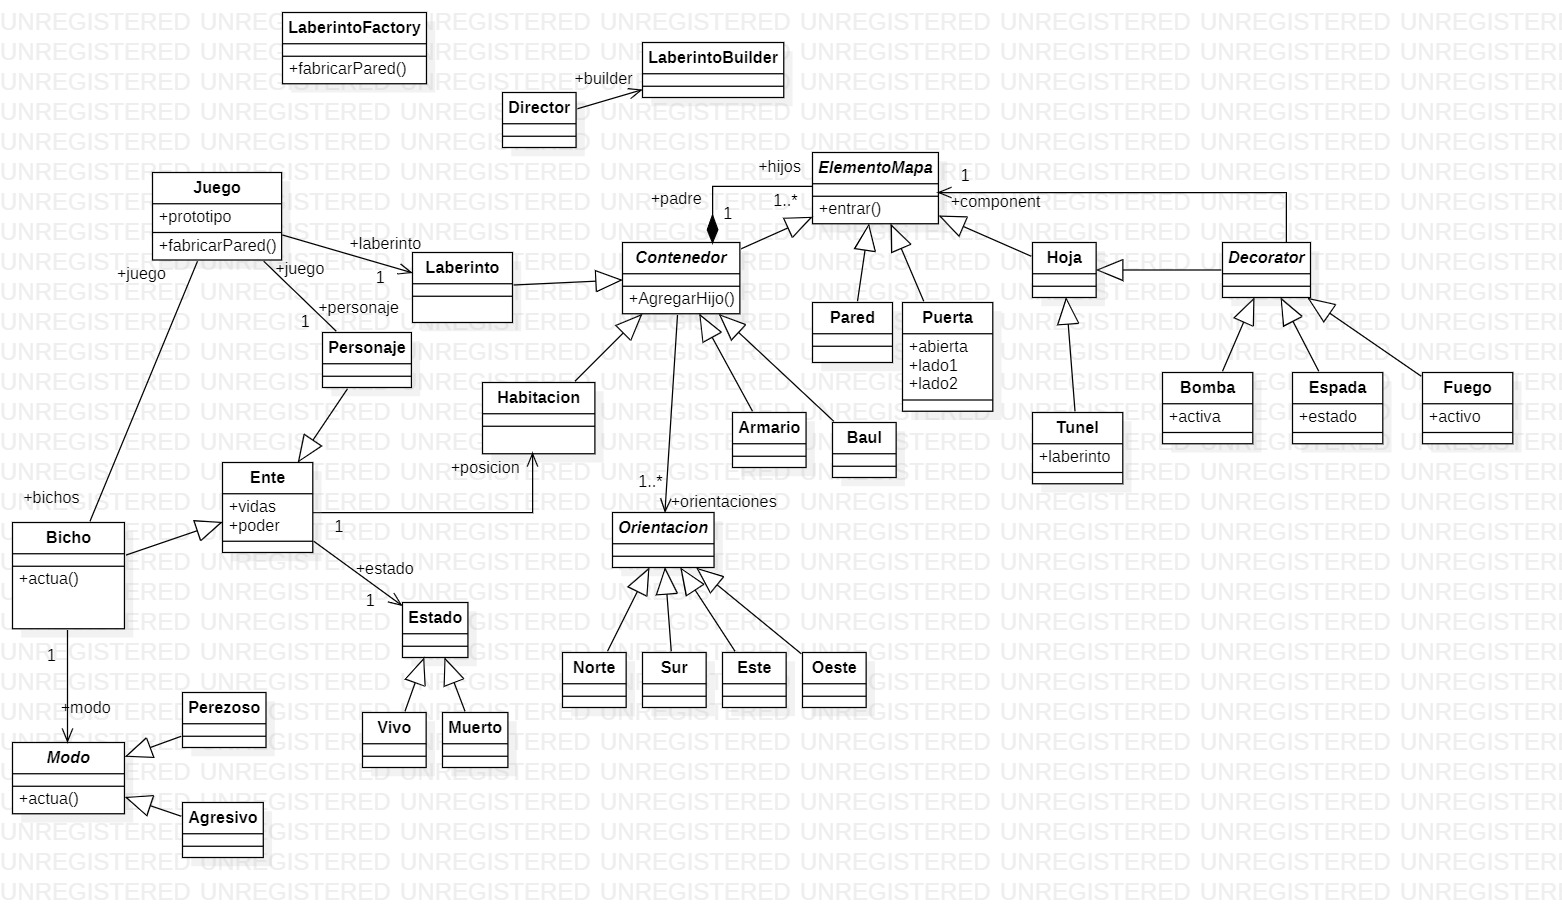 LaberintoFactory
+fabricarPared()
LaberintoBuilder
+builder
Director
Juego
+prototipo
+fabricarPared()
+juego
+juego
+laberinto
1
+personaje
1
Laberinto
Personaje
ElementoMapa
+entrar()
+hijos
1..*
+padre
1
1
+component
Contenedor
+AgregarHijo()
Hoja
Decorator
Pared
Puerta
+abierta
+lado1
+lado2
Bomba
+activa
Espada
+estado
Fuego
+activo
Habitacion
Armario
Baul
Tunel
+laberinto
Ente
+vidas
+poder
+posicion
1
1..*
+orientaciones
Orientacion
+bichos
Bicho
+actua()
+estado
1
Estado
Norte
Sur
Este
Oeste
1
+modo
Perezoso
Vivo
Muerto
Modo
+actua()
Agresivo
UNREGISTERED